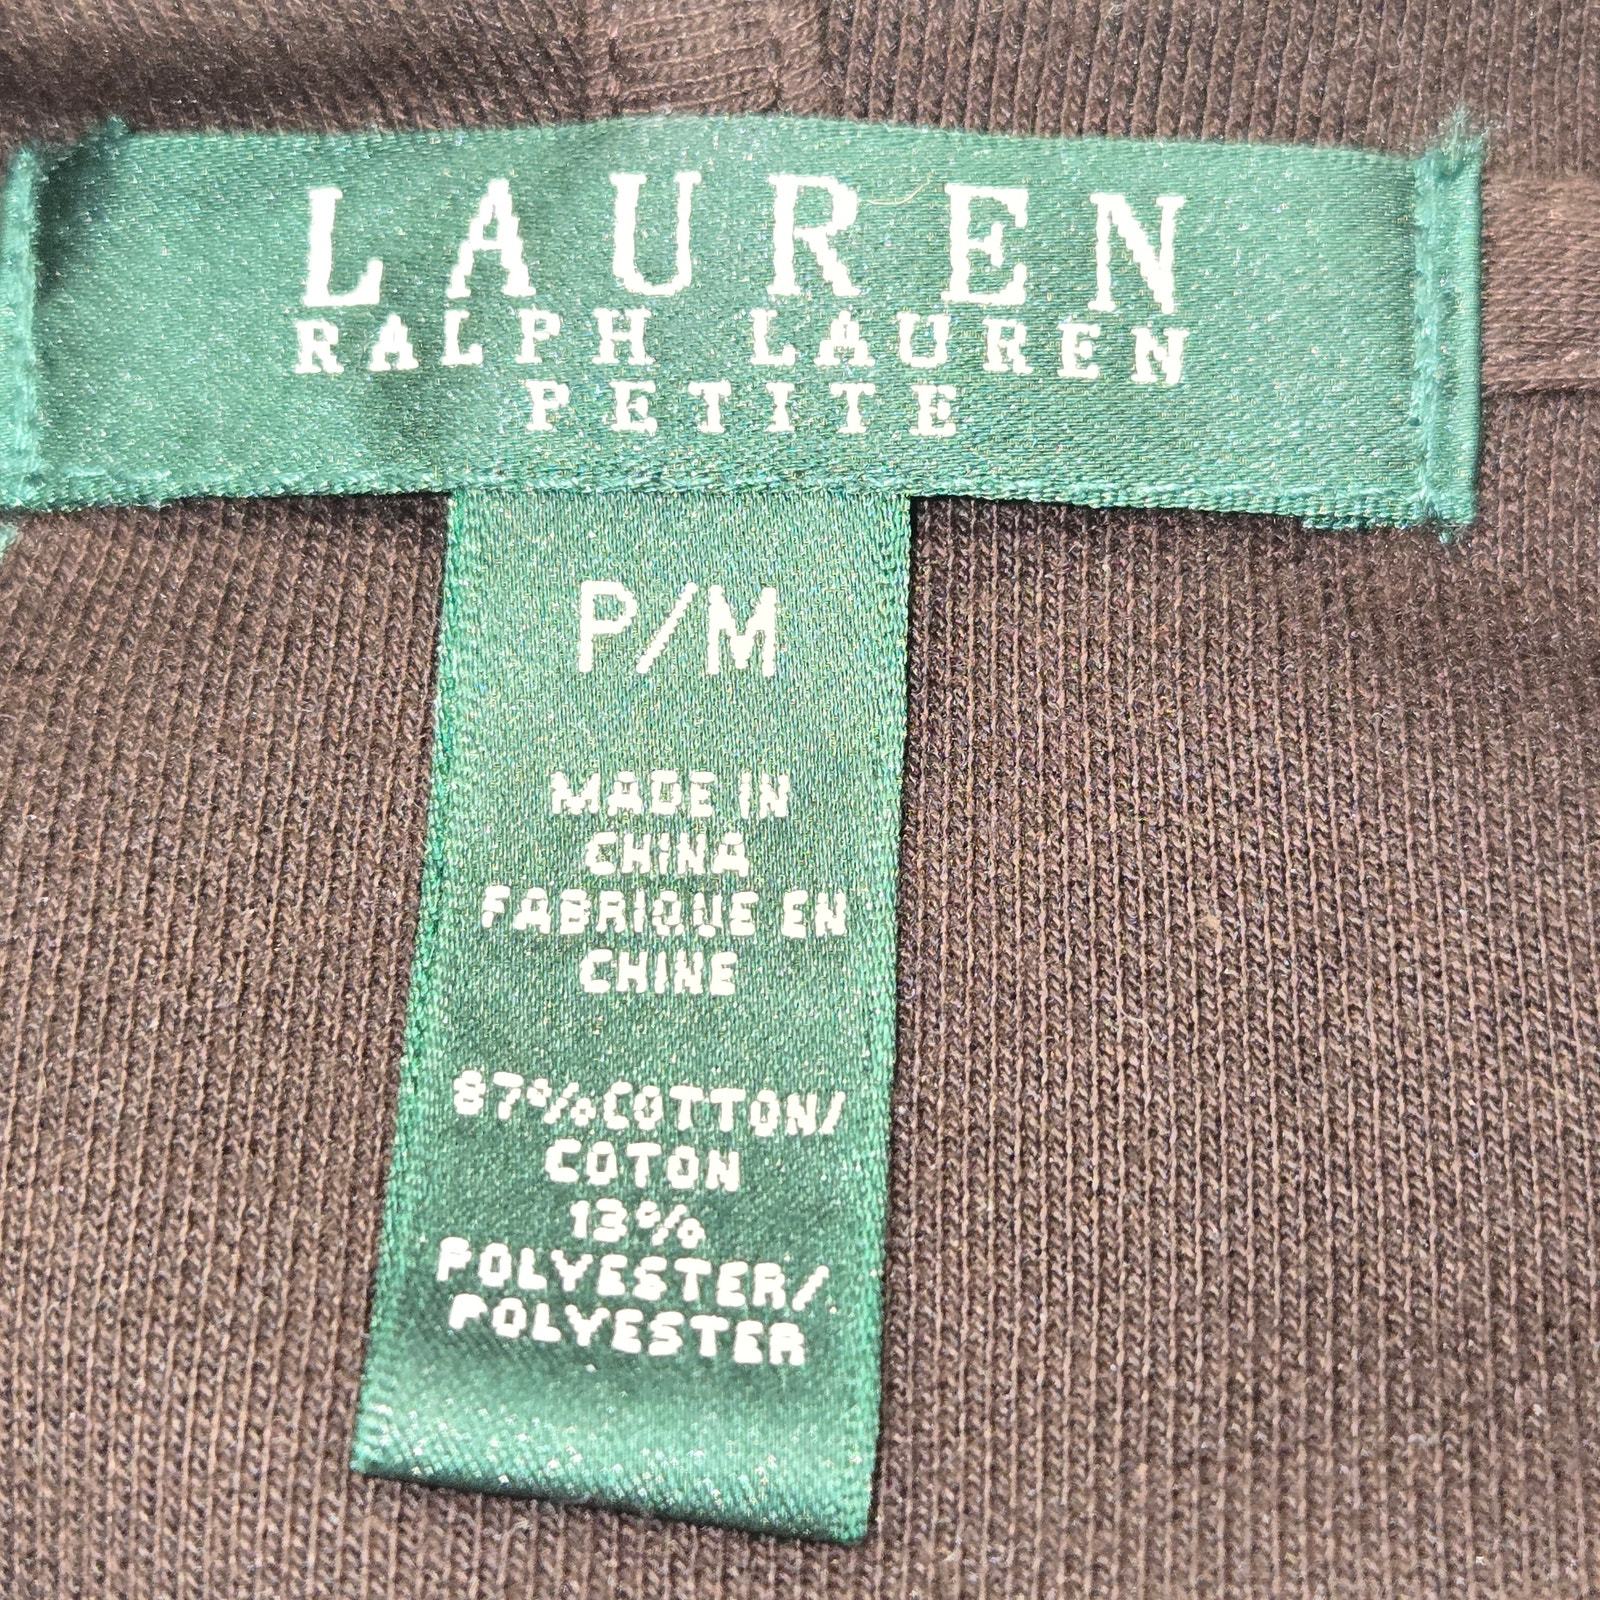 LAUREN
RALPH LAUREN
PETITE
P/M
MADE IN
CHINA
FABRIQUE EN
CHINE
87% COTTON/
COTON
13%
POLYESTER/
POLYESTER